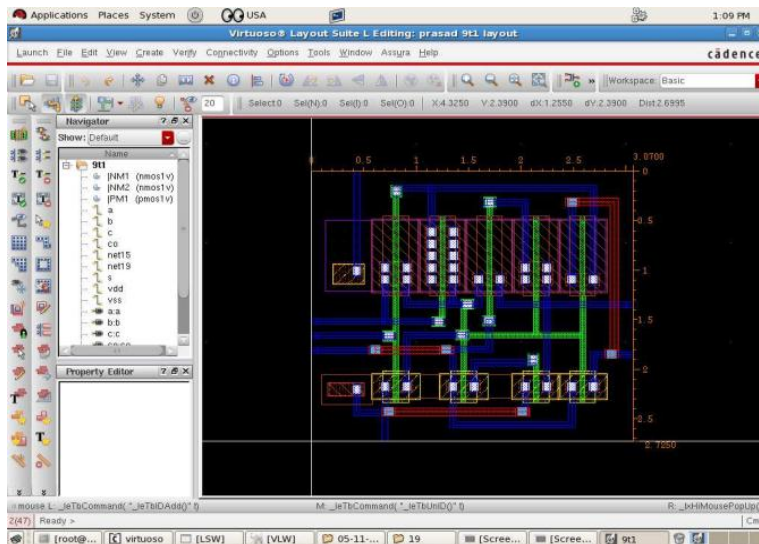 Applications Places System USA 1:09 PM
Virtuoso® Layout Suite L Editing: prasad 9t1 layout
Launch File Edit View Create Verify Connectivity Options Tools Window Assura Help
cādence
» Workspace: Basic
20 Select:0 Sel(N):0 Sel(I):0 Sel(O):0 X:4.3250 Y:2.3900 dX:1.2550 dY:2.3900 Dist:2.6995
Navigator
Show: Default
Name
9t1
|NM1 (nmos1v)
|NM2 (nmos1v)
|PM1 (pmos1v)
a
b
c
co
net15
net19
s
vdd
vss
a:a
b:b
c:c
co:co
Property Editor
0 0.5 1 1.5 2 2.5 3.0700
0
0.5
1
1.5
2
2.5
2.7250
mouse L: _leTbCommand( "_leTbIDAdd()" t)
M: _leTbCommand( "_leTbUniD()" t)
R: _lxHiMousePopUp(
2(47) Ready >
Cm
[root@... virtuoso [LSW] [VLW] 05-11-... 19 [Scree... [Scree... 9t1